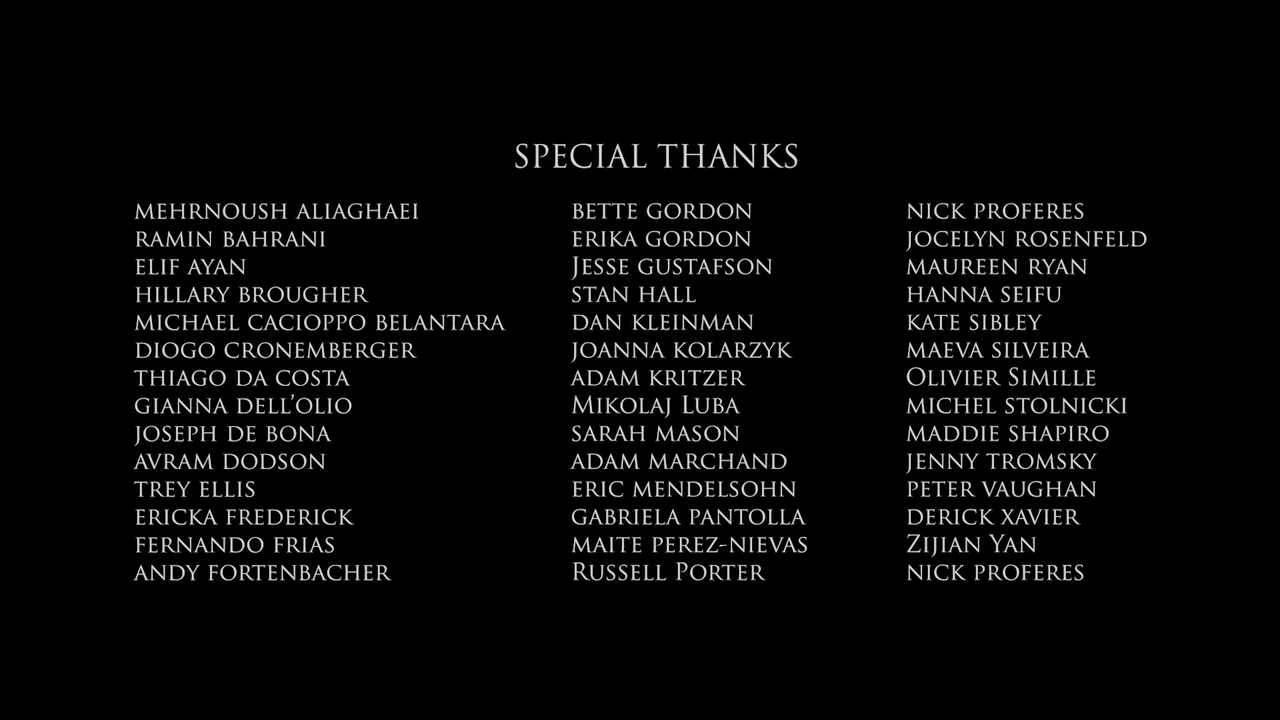 SPECIAL THANKS
MEHRNOUSH ALIAGHAEI
RAMIN BAHRANI
ELIF AYAN
HILLARY BROUGHER
MICHAEL CACIOPPO BELANTARA
DIOGO CRONEMBERGER
THIAGO DA COSTA
GIANNA DELL'OLIO
JOSEPH DE BONA
AVRAM DODSON
TREY ELLIS
ERICKA FREDERICK
FERNANDO FRIAS
ANDY FORTENBACHER
BETTE GORDON
ERIKA GORDON
JESSE GUSTAFSON
STAN HALL
DAN KLEINMAN
JOANNA KOLARZYK
ADAM KRITZER
MIKOLAJ LUBA
SARAH MASON
ADAM MARCHAND
ERIC MENDELSOHN
GABRIELA PANTOLLA
MAITE PEREZ-NIEVAS
RUSSELL PORTER
NICK PROFERES
JOCELYN ROSENFELD
MAUREEN RYAN
HANNA SEIFU
KATE SIBLEY
MAEVA SILVEIRA
OLIVIER SIMILLE
MICHEL STOLNICKI
MADDIE SHAPIRO
JENNY TROMSKY
PETER VAUGHAN
DERICK XAVIER
ZIJIAN YAN
NICK PROFERES